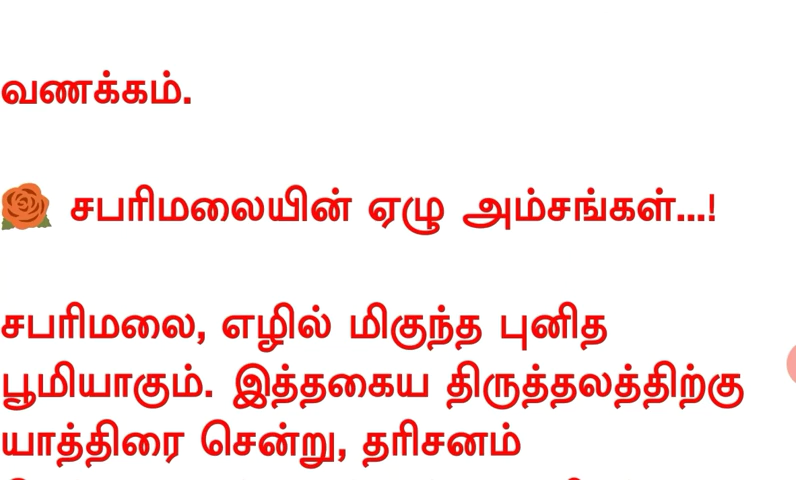 வணக்கம்.
🌹 சபரிமலையின் ஏழு அம்சங்கள்...!
சபரிமலை, எழில் மிகுந்த புனித
பூமியாகும். இத்தகைய திருத்தலத்திற்கு
யாத்திரை சென்று, தரிசனம்